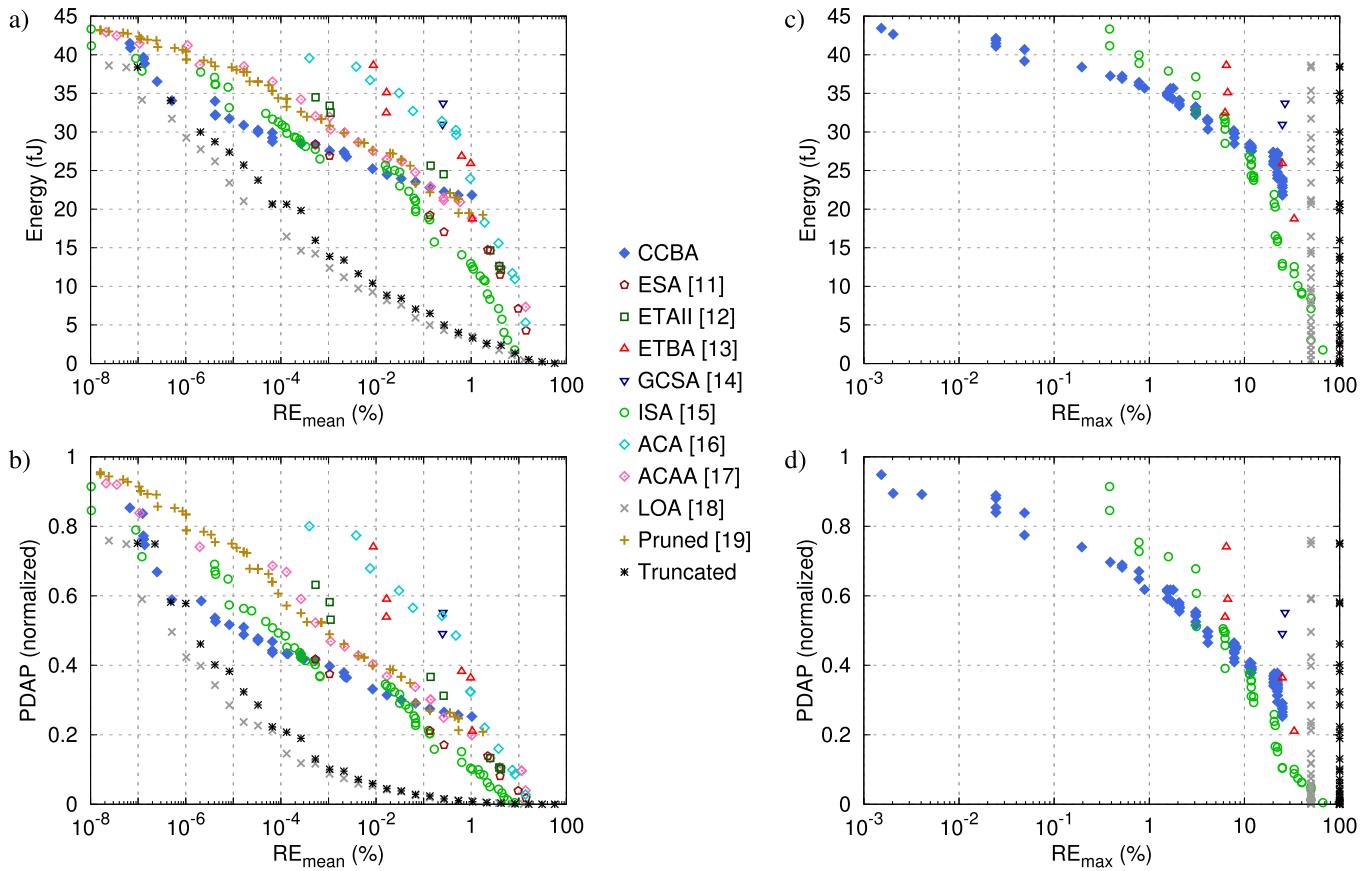 a)
45
40
35
30
25
20
15
10
5
0
Energy (fJ)
10-8
10-6
10-4
10-2
1
100
REmean (%)
c)
45
40
35
30
25
20
15
10
5
0
Energy (fJ)
10-3
10-2
10-1
1
10
100
REmax (%)
CCBA
ESA [11]
ETAII [12]
ETBA [13]
GCSA [14]
ISA [15]
ACA [16]
ACAA [17]
LOA [18]
Pruned [19]
Truncated
b)
1
0.8
0.6
0.4
0.2
0
PDAP (normalized)
10-8
10-6
10-4
10-2
1
100
REmean (%)
d)
1
0.8
0.6
0.4
0.2
0
PDAP (normalized)
10-3
10-2
10-1
1
10
100
REmax (%)